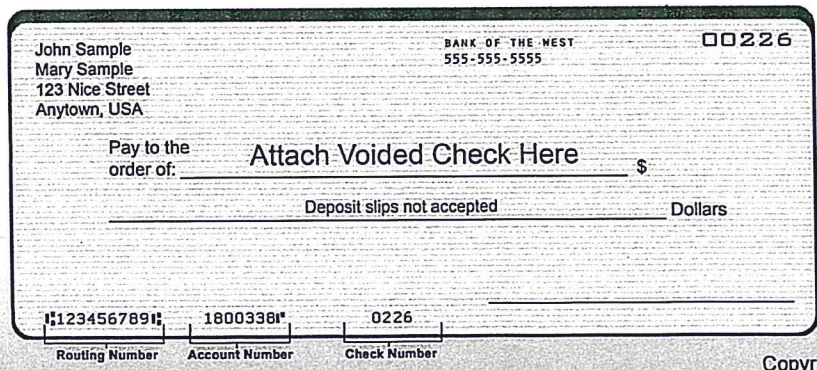 John Sample
Mary Sample
123 Nice Street
Anytown, USA
BANK OF THE WEST
555-555-5555
00226
Pay to the
order of: Attach Voided Check Here $
Deposit slips not accepted Dollars
⑆123456789⑆ 1800338⑈ 0226
Routing Number Account Number Check Number
Copyr